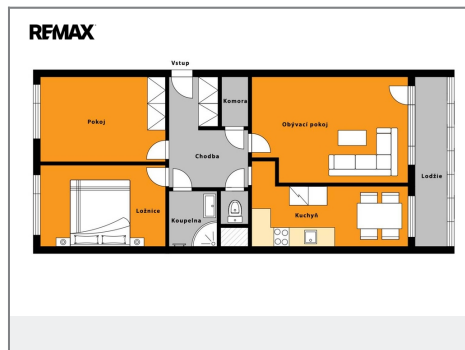 RE/MAX
Vstup
Komora
Pokoj
Obývací pokoj
Chodba
Lodžie
Ložnice
Koupelna
Kuchyň